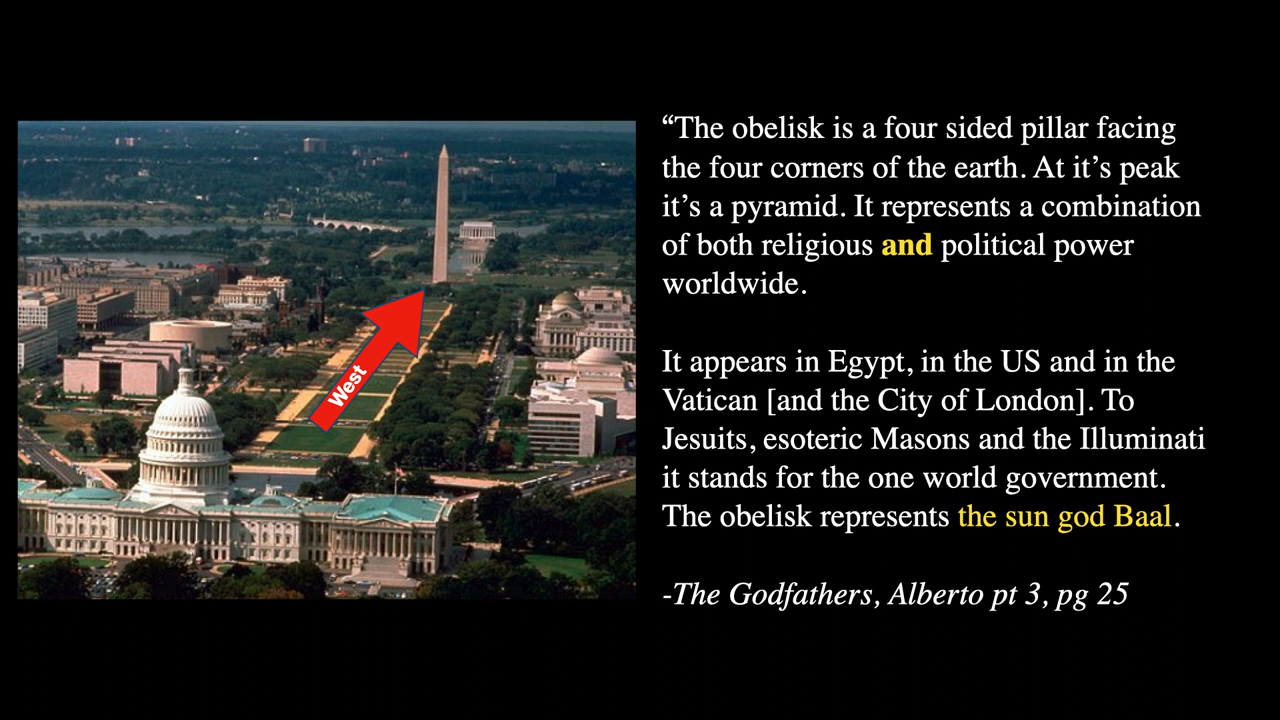 West
“The obelisk is a four sided pillar facing
the four corners of the earth. At it’s peak
it’s a pyramid. It represents a combination
of both religious and political power
worldwide.
It appears in Egypt, in the US and in the
Vatican [and the City of London]. To
Jesuits, esoteric Masons and the Illuminati
it stands for the one world government.
The obelisk represents the sun god Baal.
-The Godfathers, Alberto pt 3, pg 25